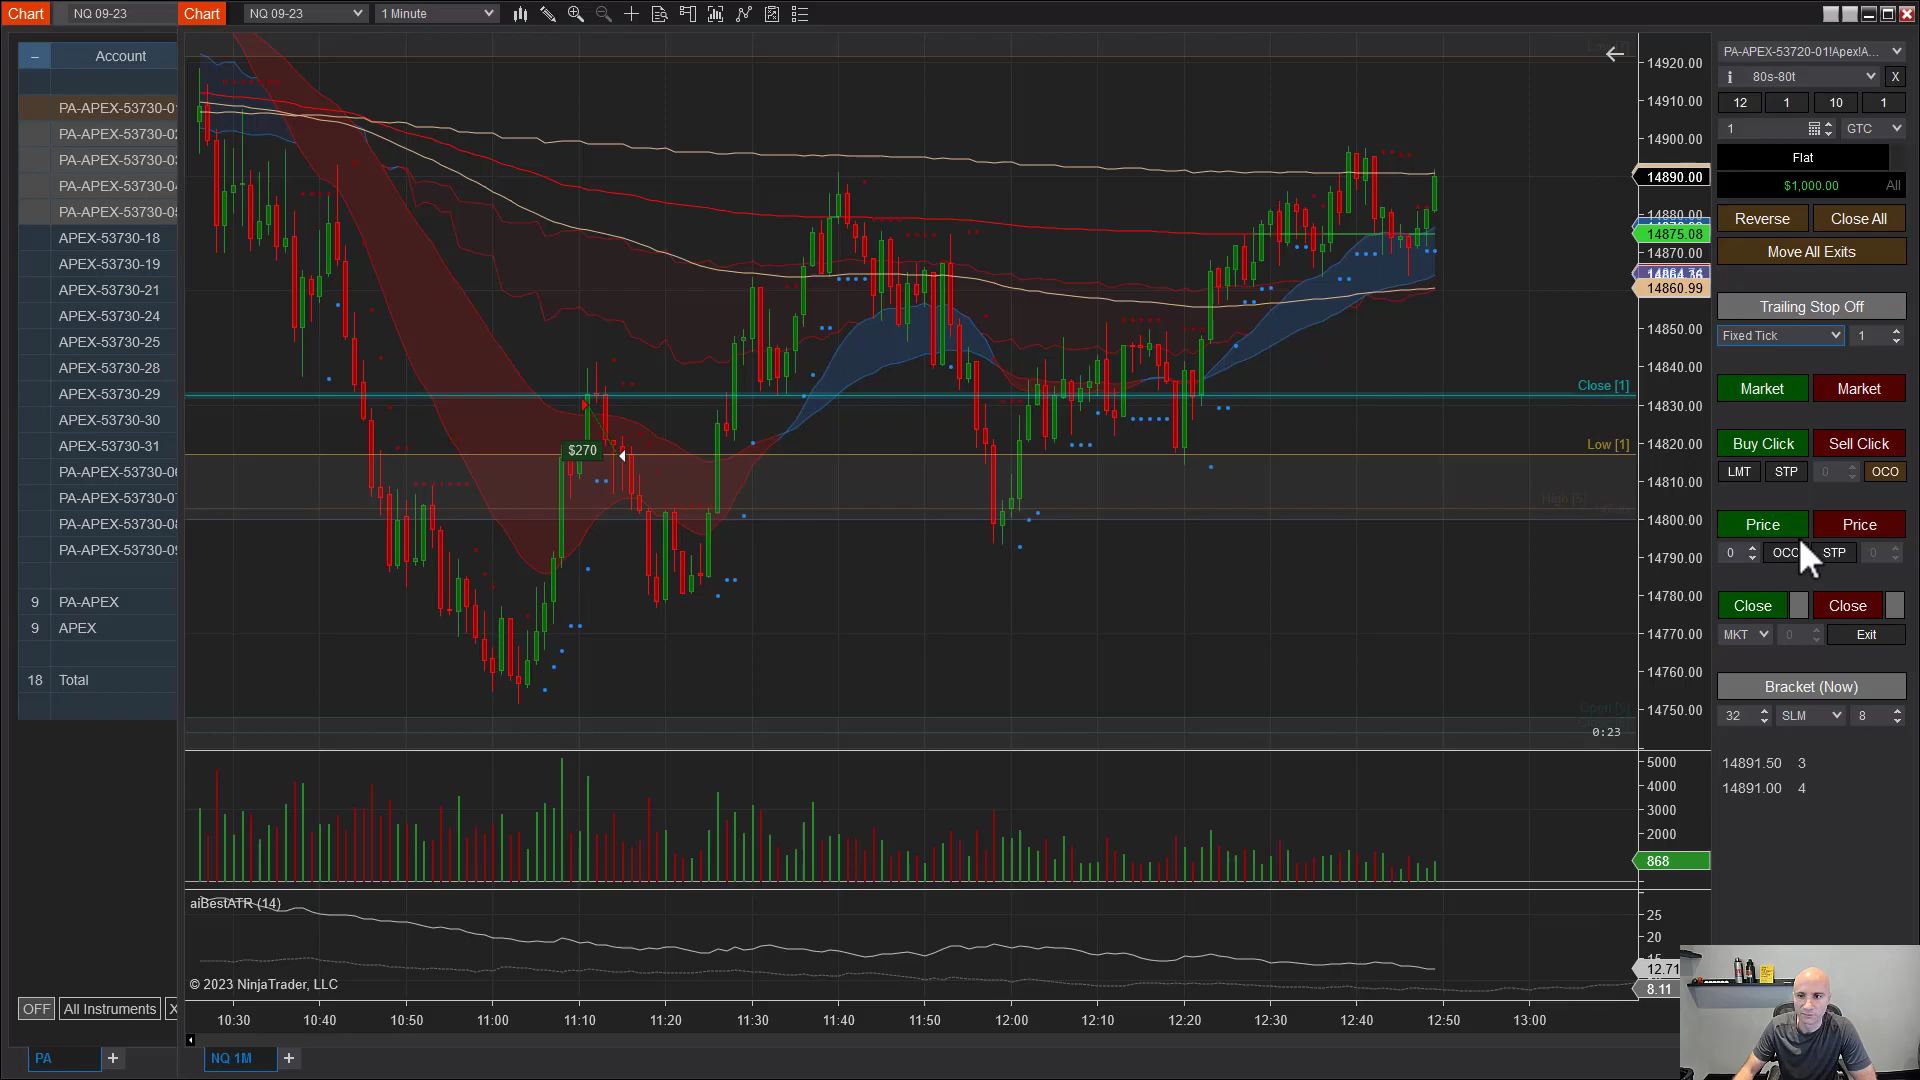 Chart NQ 09-23 Chart NQ 09-23 1 Minute
Account
PA-APEX-53730-01
PA-APEX-53730-02
PA-APEX-53730-03
PA-APEX-53730-04
PA-APEX-53730-05
APEX-53730-18
APEX-53730-19
APEX-53730-21
APEX-53730-24
APEX-53730-25
APEX-53730-28
APEX-53730-29
APEX-53730-30
APEX-53730-31
PA-APEX-53730-06
PA-APEX-53730-07
PA-APEX-53730-08
PA-APEX-53730-09
9 PA-APEX
9 APEX
18 Total
OFF All Instruments X
PA +
$270
Close [1]
Low [1]
High [5]
0:23
14920.00
14910.00
14900.00
14890.00
14880.00
14875.08
14870.00
14860.99
14850.00
14840.00
14830.00
14820.00
14810.00
14800.00
14790.00
14780.00
14770.00
14760.00
14750.00
5000
4000
3000
2000
868
aiBestATR (14)
25
20
12.71
8.11
© 2023 NinjaTrader, LLC
10:30 10:40 10:50 11:00 11:10 11:20 11:30 11:40 11:50 12:00 12:10 12:20 12:30 12:40 12:50 13:00
NQ 1M +
PA-APEX-53720-01!Apex!A...
80s-80t X
12 1 10 1
1 GTC
Flat
$1,000.00 All
Reverse Close All
Move All Exits
Trailing Stop Off
Fixed Tick 1
Market Market
Buy Click Sell Click
LMT STP 0 OCO
Price Price
0 OCO STP 0
Close Close
MKT 0 Exit
Bracket (Now)
32 SLM 8
14891.50 3
14891.00 4